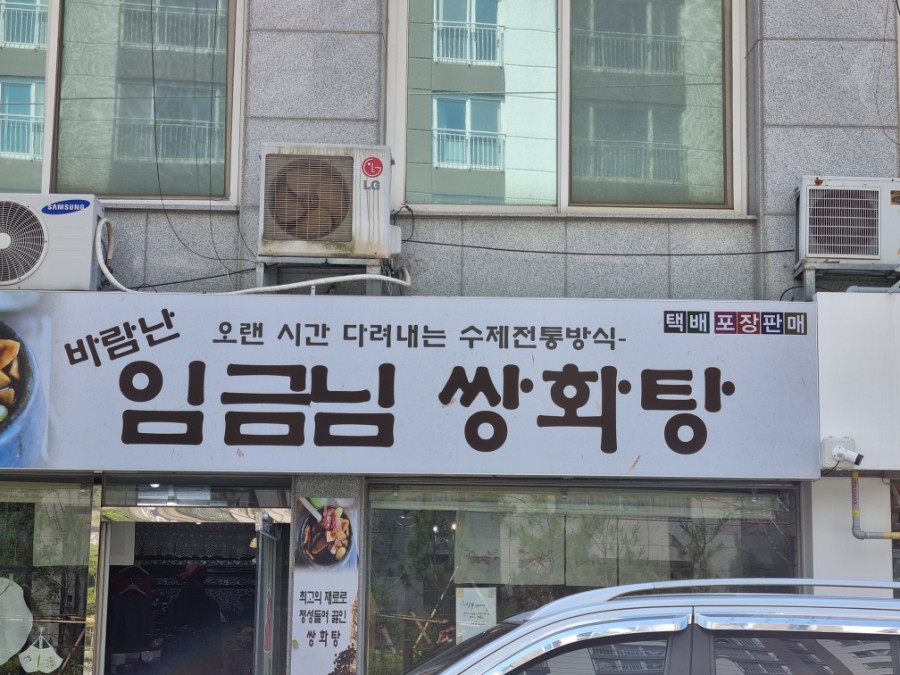 SAMSUNG
LG
바람난
오랜 시간 다려내는 수제전통방식-
택배포장판매
임금님 쌍화탕
최고의 재료로
정성들여 끓인
쌍화탕